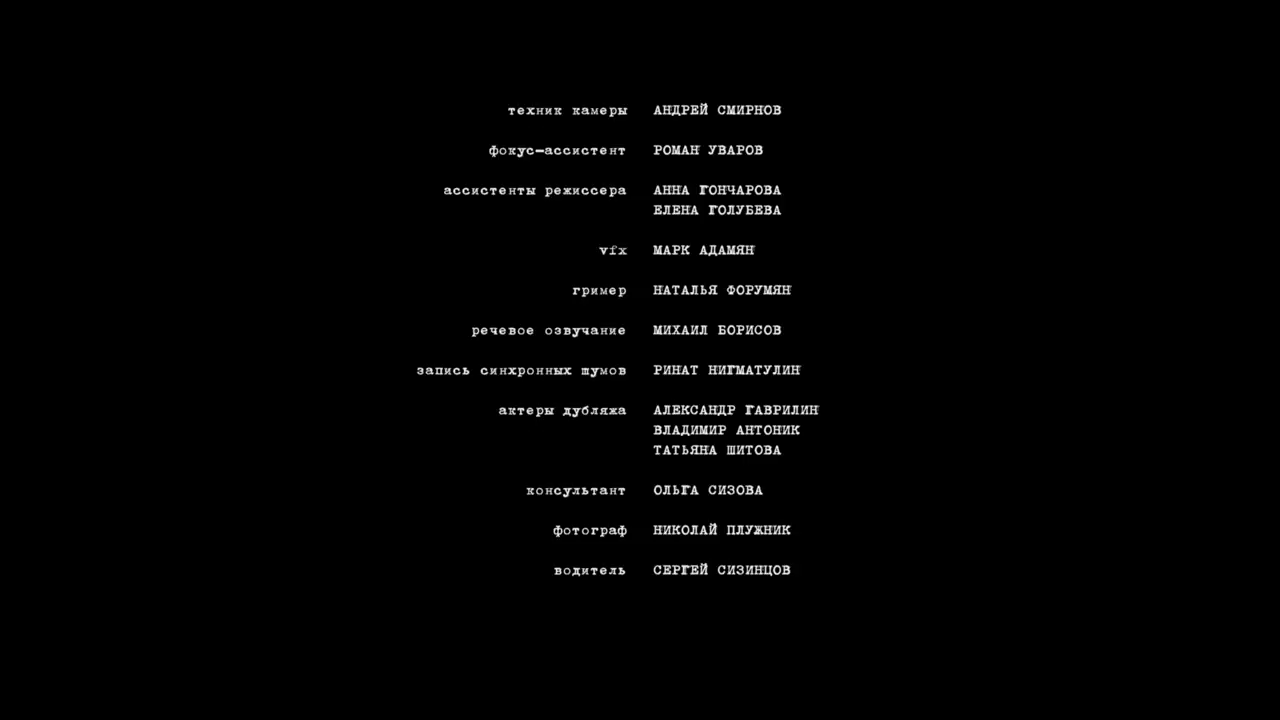 техник камеры АНДРЕЙ СМИРНОВ
фокус-ассистент РОМАН УВАРОВ
ассистенты режиссера АННА ГОНЧАРОВА
ЕЛЕНА ГОЛУБЕВА
vfx МАРК АДАМЯН
гример НАТАЛЬЯ ФОРУМЯН
речевое озвучание МИХАИЛ БОРИСОВ
запись синхронных шумов РИНАТ НИГМАТУЛИН
актеры дубляжа АЛЕКСАНДР ГАВРИЛИН
ВЛАДИМИР АНТОНИК
ТАТЬЯНА ШИТОВА
консультант ОЛЬГА СИЗОВА
фотограф НИКОЛАЙ ПЛУЖНИК
водитель СЕРГЕЙ СИЗИНЦОВ